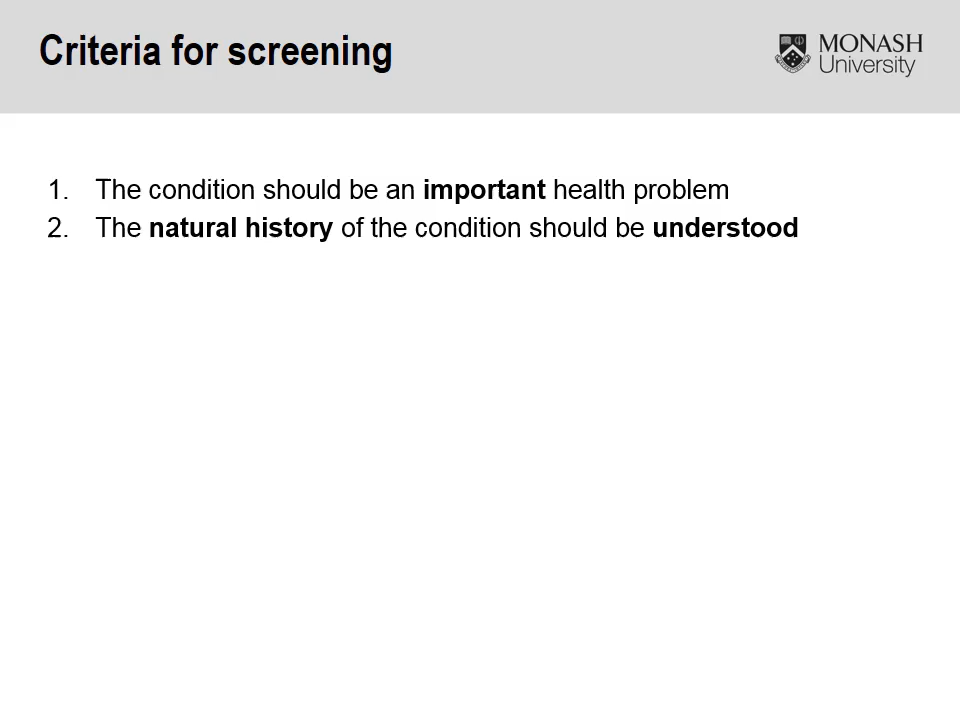 Criteria for screening
MONASH
University
1. The condition should be an important health problem
2. The natural history of the condition should be understood